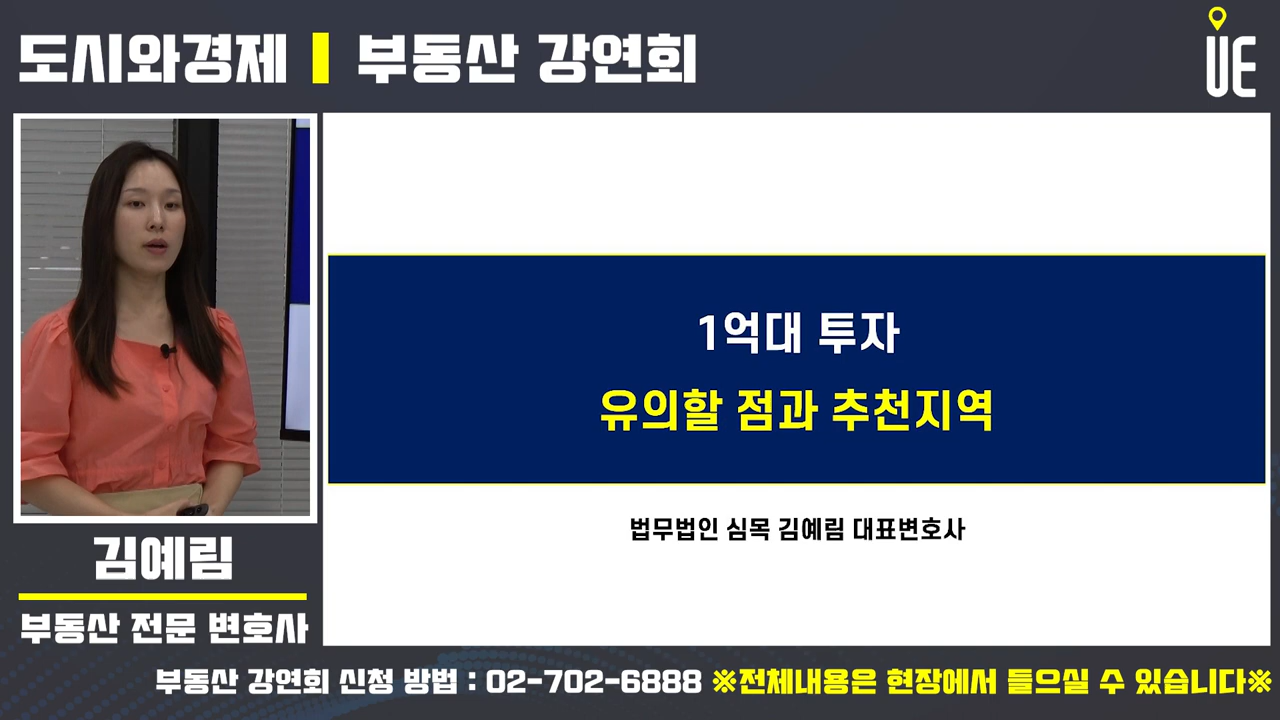 도시와경제 부동산 강연회
UE
1억대 투자
유의할 점과 추천지역
법무법인 심목 김예림 대표변호사
김예림
부동산 전문 변호사
부동산 강연회 신청 방법 : 02-702-6888 ※전체내용은 현장에서 들으실 수 있습니다※